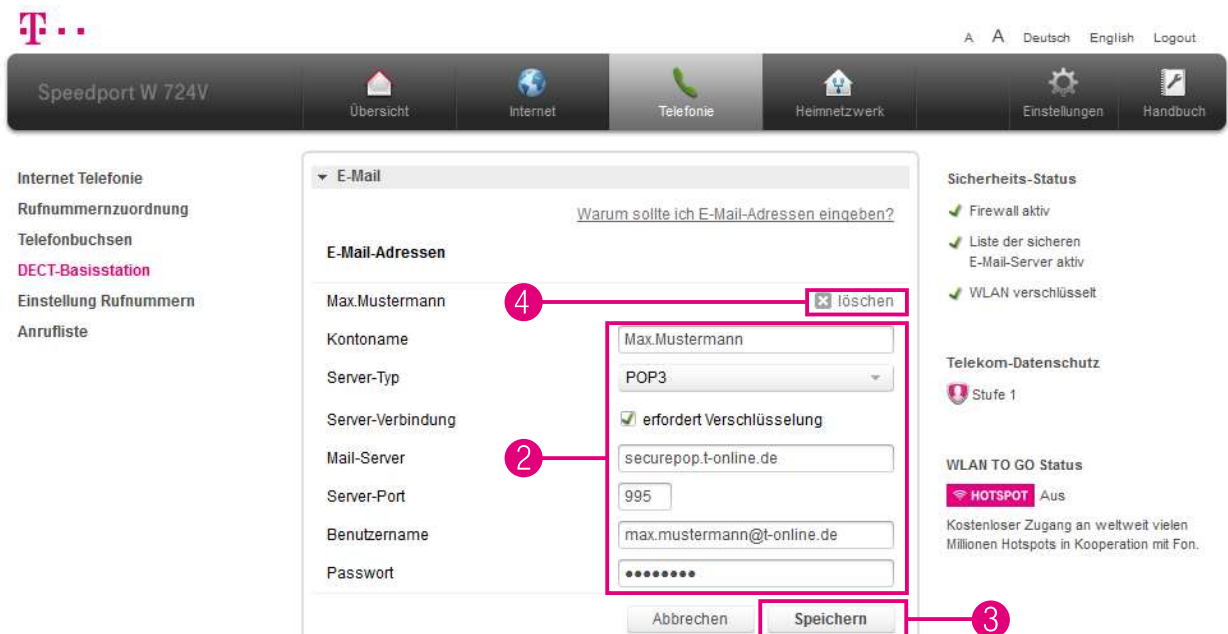 T
A A Deutsch English Logout
Speedport W 724V
Übersicht
Internet
Telefonie
Heimnetzwerk
Einstellungen
Handbuch
Internet Telefonie
Rufnummernzuordnung
Telefonbuchsen
DECT-Basisstation
Einstellung Rufnummern
Anrufliste
E-Mail
Warum sollte ich E-Mail-Adressen eingeben?
E-Mail-Adressen
Max.Mustermann 4 löschen
Kontoname Max.Mustermann
Server-Typ POP3
Server-Verbindung erfordert Verschlüsselung
Mail-Server 2 securepop.t-online.de
Server-Port 995
Benutzername max.mustermann@t-online.de
Passwort ••••••••
Abbrechen Speichern 3
Sicherheits-Status
Firewall aktiv
Liste der sicheren
E-Mail-Server aktiv
WLAN verschlüsselt
Telekom-Datenschutz
Stufe 1
WLAN TO GO Status
HOTSPOT Aus
Kostenloser Zugang an weltweit vielen
Millionen Hotspots in Kooperation mit Fon.